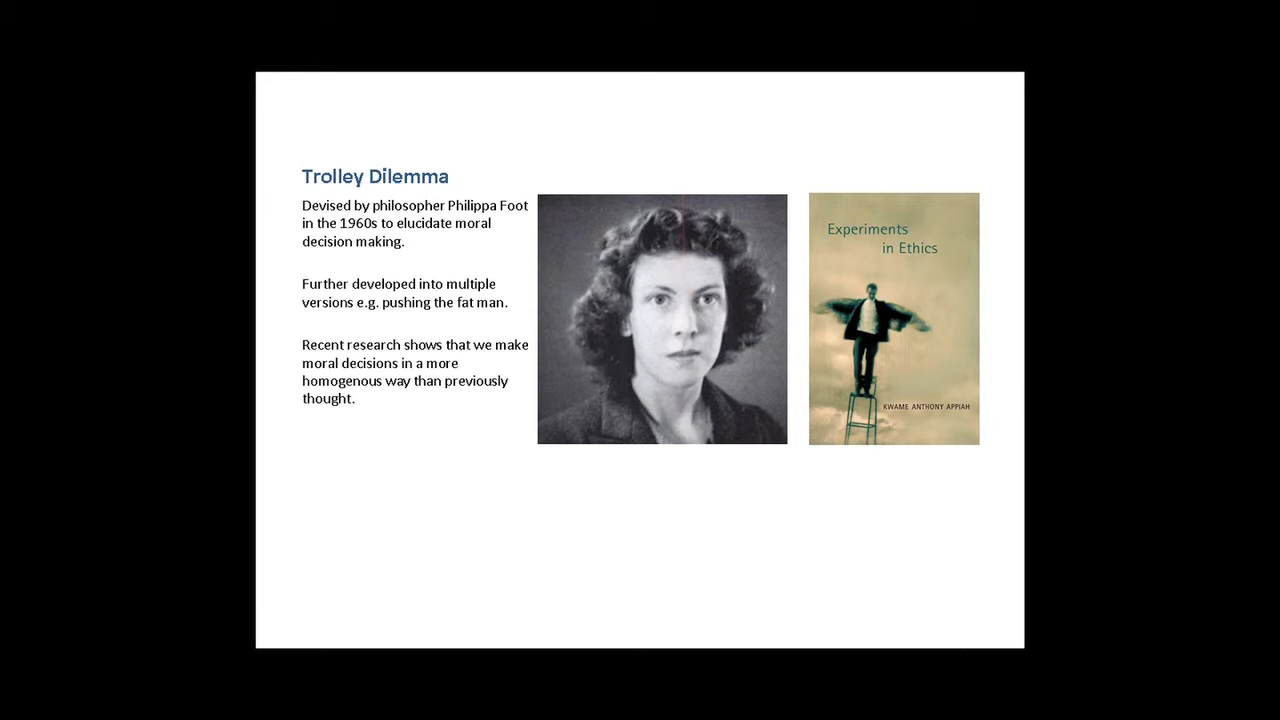 Trolley Dilemma
Devised by philosopher Philippa Foot
in the 1960s to elucidate moral
decision making.
Further developed into multiple
versions e.g. pushing the fat man.
Recent research shows that we make
moral decisions in a more
homogenous way than previously
thought.
Experiments
in Ethics
KWAME ANTHONY APPIAH